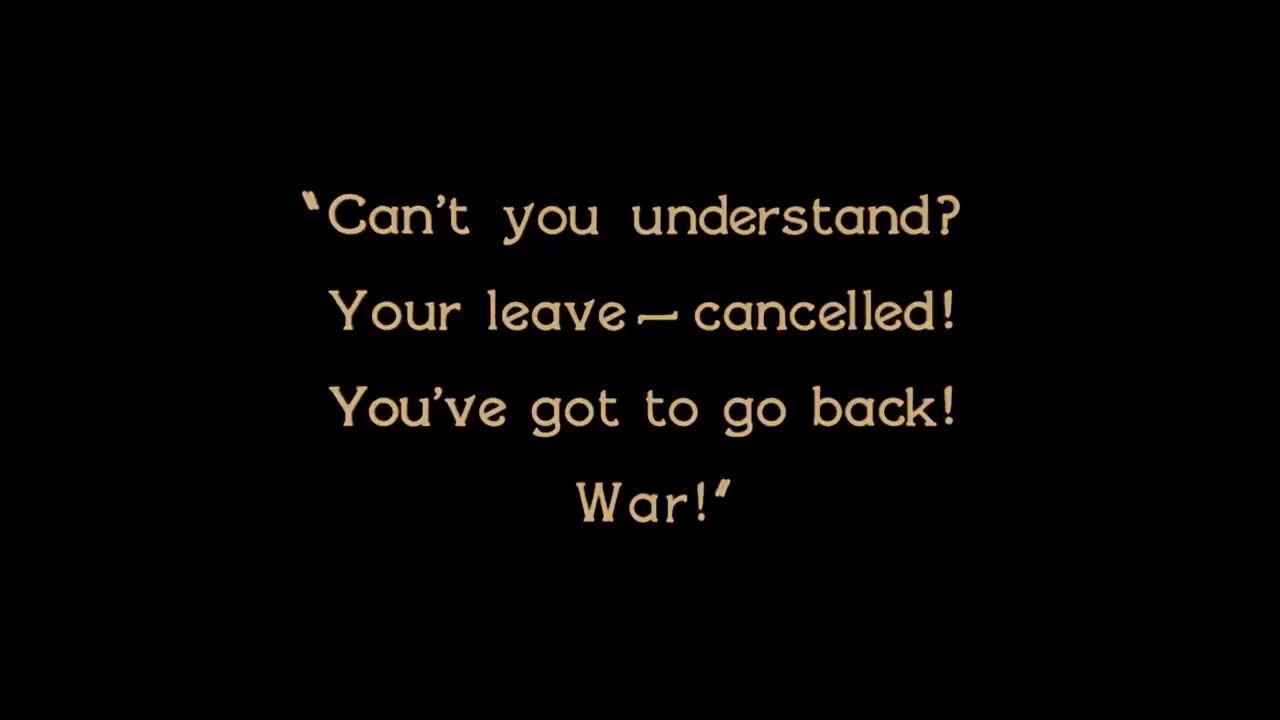 “Can’t you understand?
Your leave — cancelled!
You’ve got to go back!
War!”